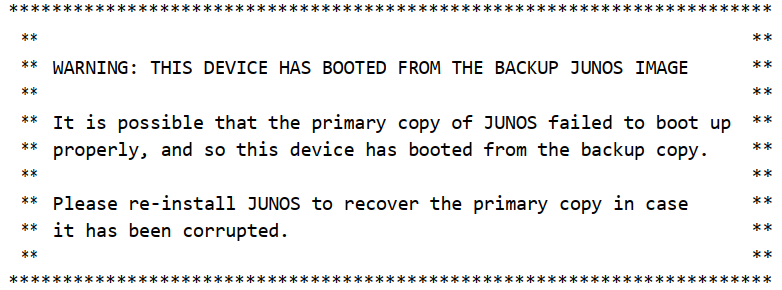 ***********************************************************************
** **
** WARNING: THIS DEVICE HAS BOOTED FROM THE BACKUP JUNOS IMAGE **
** **
** It is possible that the primary copy of JUNOS failed to boot up **
** properly, and so this device has booted from the backup copy. **
** **
** Please re-install JUNOS to recover the primary copy in case **
** it has been corrupted. **
** **
***********************************************************************